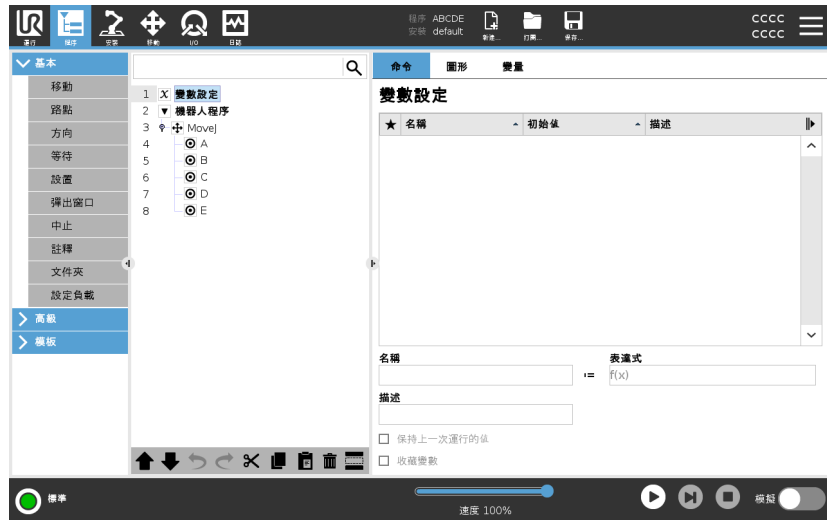 UR
運行
程序
安裝
移動
I/O
日誌
程序 ABCDE
安裝 default
新建...
打開...
保存...
CCCC
CCCC
基本
移動
路點
方向
等待
設置
彈出窗口
中止
註釋
文件夾
設定負載
高級
模板
1 X 變數設定
2 ▼ 機器人程序
3 MoveJ
4 A
5 B
6 C
7 D
8 E
命令 圖形 變量
變數設定
★ 名稱 初始值 描述
名稱 表達式
:= f(x)
描述
保持上一次運行的值
收藏變數
標準
速度 100%
模擬